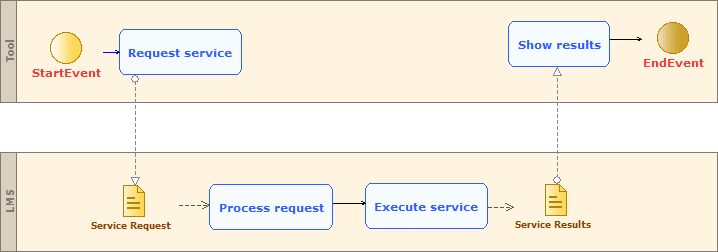 Tool
StartEvent
Request service
Show results
EndEvent
LMS
Service Request
Process request
Execute service
Service Results